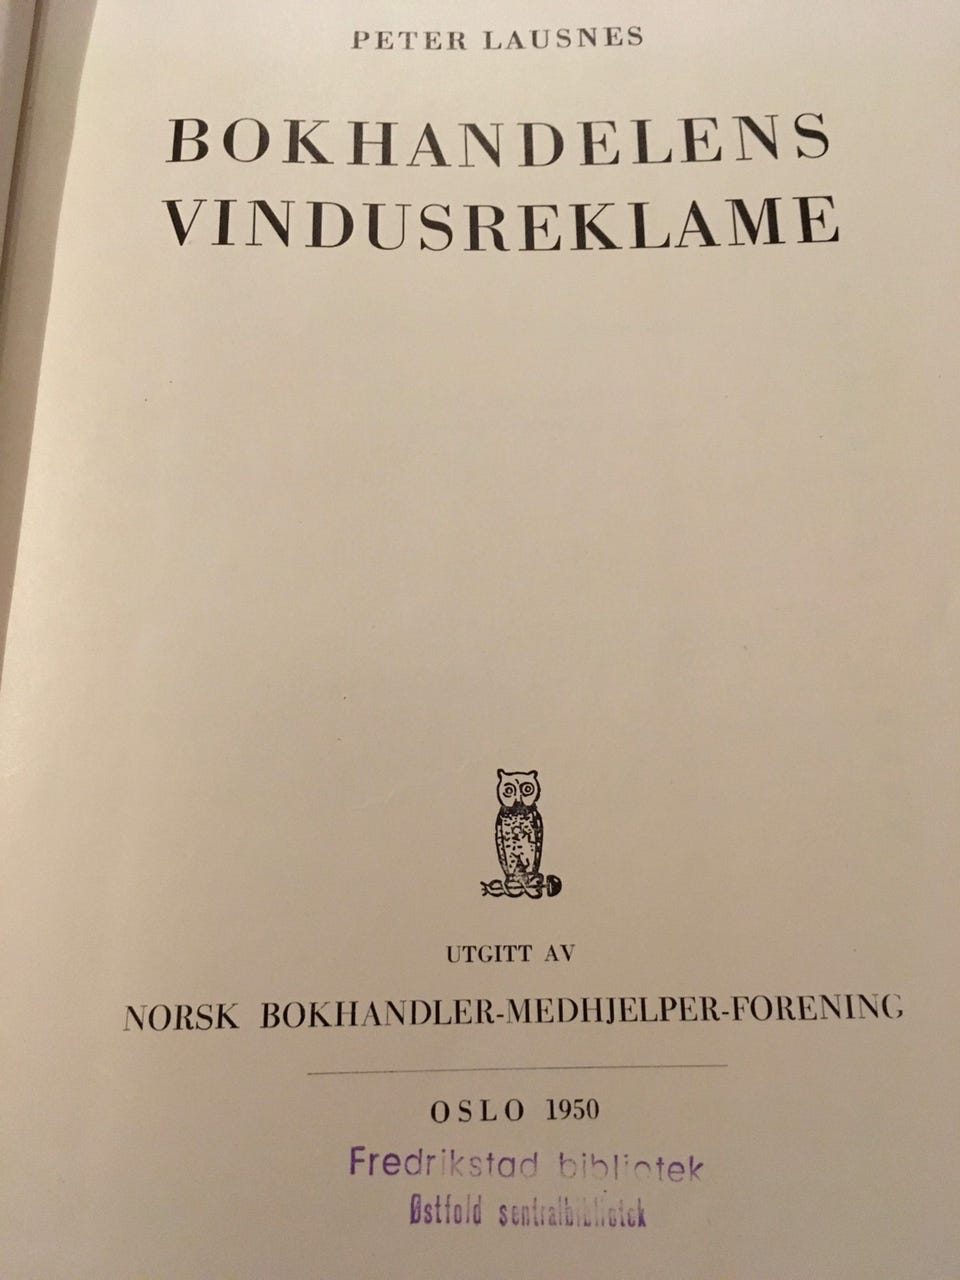 PETER LAUSNES
BOKHANDELENS
VINDUSREKLAME
UTGITT AV
NORSK BOKHANDLER-MEDHJELPER-FORENING
OSLO 1950
Fredrikstad bibliotek
Østfold sentralbibliotek